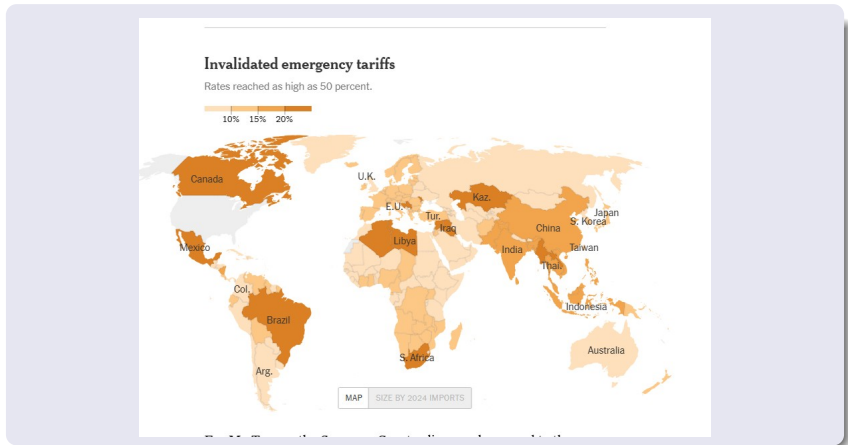 Invalidated emergency tariffs
Rates reached as high as 50 percent.
10% 15% 20%
Canada
U.K.
E.U.
Tur.
Kaz.
Iraq
Libya
China
Japan
S. Korea
Taiwan
India
Thai.
Indonesia
Mexico
Col.
Brazil
Arg.
S. Africa
Australia
MAP SIZE BY 2024 IMPORTS